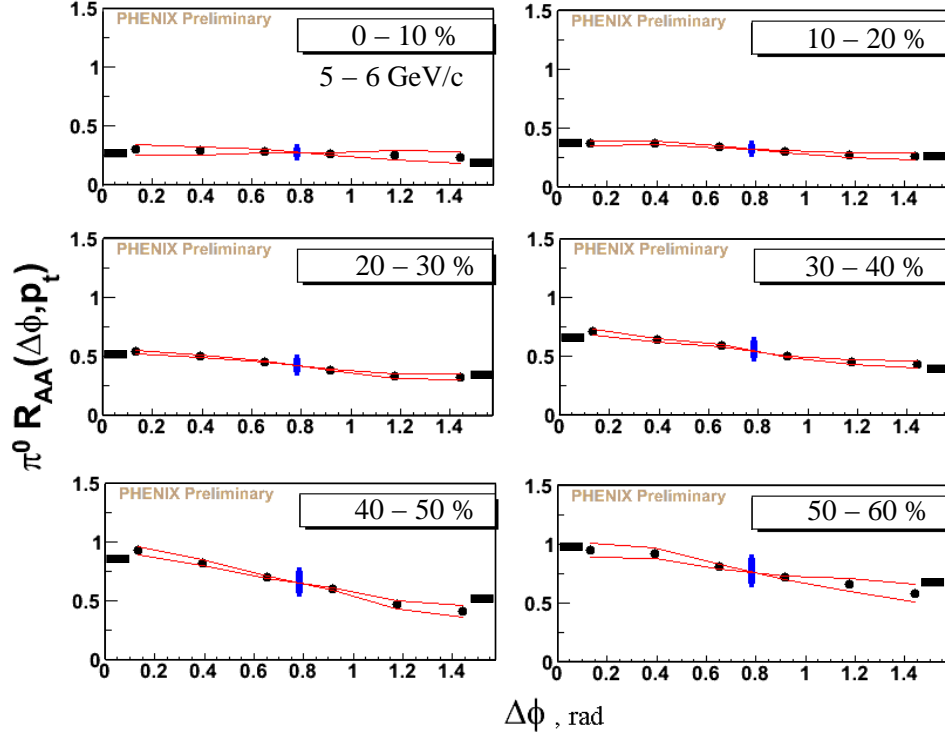 PHENIX Preliminary
0 – 10 %
5 – 6 GeV/c
1.5
1
0.5
0
0 0.2 0.4 0.6 0.8 1 1.2 1.4
PHENIX Preliminary
10 – 20 %
1.5
1
0.5
0
0 0.2 0.4 0.6 0.8 1 1.2 1.4
PHENIX Preliminary
20 – 30 %
1.5
1
0.5
0
0 0.2 0.4 0.6 0.8 1 1.2 1.4
PHENIX Preliminary
30 – 40 %
1.5
1
0.5
0
0 0.2 0.4 0.6 0.8 1 1.2 1.4
π⁰ R_AA(Δϕ,p_t)
PHENIX Preliminary
40 – 50 %
1.5
1
0.5
0
0 0.2 0.4 0.6 0.8 1 1.2 1.4
PHENIX Preliminary
50 – 60 %
1.5
1
0.5
0
0 0.2 0.4 0.6 0.8 1 1.2 1.4
Δϕ , rad